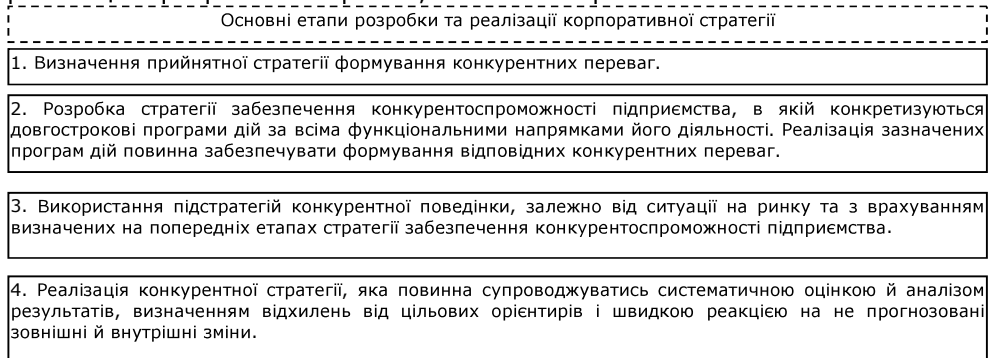 Основні етапи розробки та реалізації корпоративної стратегії
1. Визначення прийнятної стратегії формування конкурентних переваг.
2. Розробка стратегії забезпечення конкурентоспроможності підприємства, в якій конкретизуються
довгострокові програми дій за всіма функціональними напрямками його діяльності. Реалізація зазначених
програм дій повинна забезпечувати формування відповідних конкурентних переваг.
3. Використання підстратегій конкурентної поведінки, залежно від ситуації на ринку та з врахуванням
визначених на попередніх етапах стратегії забезпечення конкурентоспроможності підприємства.
4. Реалізація конкурентної стратегії, яка повинна супроводжуватись систематичною оцінкою й аналізом
результатів, визначенням відхилень від цільових орієнтирів і швидкою реакцією на не прогнозовані
зовнішні й внутрішні зміни.